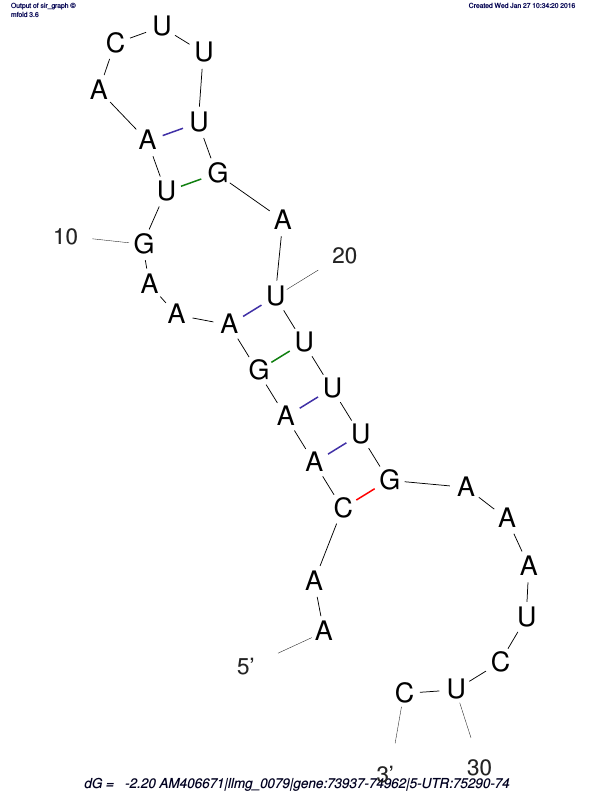 Output of sir_graph ©
mfold 3.6
Created Wed Jan 27 10:34:20 2016
5'
A
A
C
A
A
G
A
A
A
G
10
U
A
A
C
U
U
U
G
A
U
20
U
U
U
G
A
A
A
U
C
U
30
C
3'
dG = -2.20 AM406671|llmg_0079|gene:73937-74962|5-UTR:75290-74